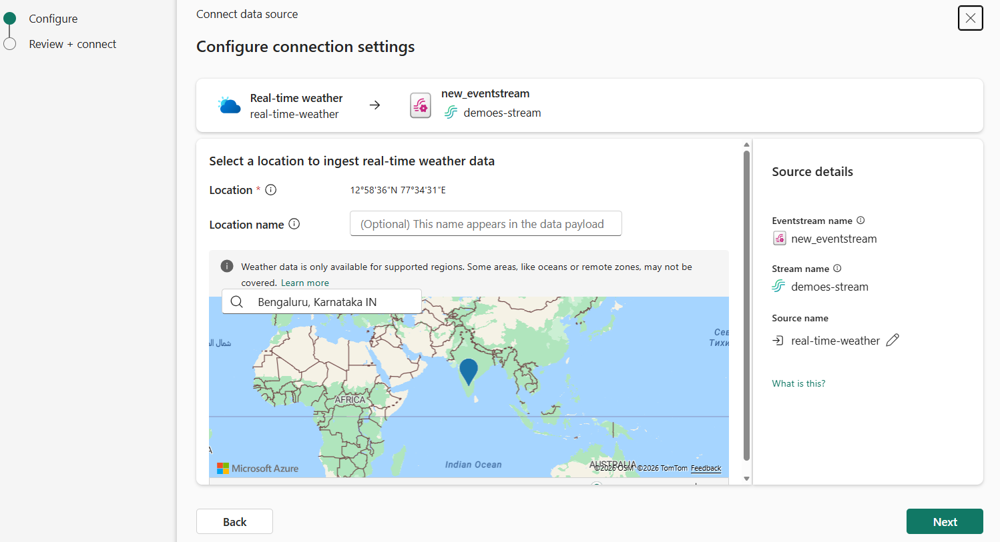 Configure
Review + connect
Connect data source
Configure connection settings
Real-time weather
real-time-weather
new_eventstream
demoes-stream
Select a location to ingest real-time weather data
Location *
12°58'36"N 77°34'31"E
Location name
(Optional) This name appears in the data payload
Weather data is only available for supported regions. Some areas, like oceans or remote zones, may not be
covered. Learn more
Bengaluru, Karnataka IN
AFRICA
Indian Ocean
AUSTRALIA
Microsoft Azure
©2026 OSM ©2026 TomTom Feedback
Source details
Eventstream name
new_eventstream
Stream name
demoes-stream
Source name
real-time-weather
What is this?
Back
Next